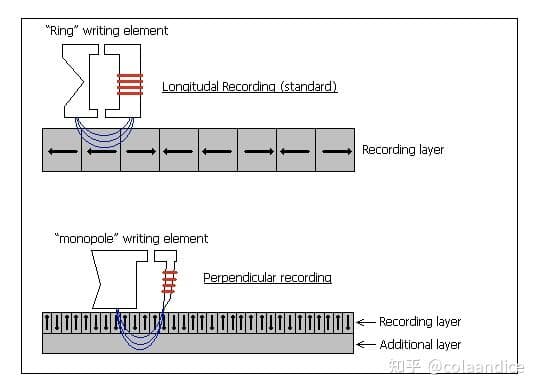 “Ring” writing element
Longitudal Recording (standard)
Recording layer
“monopole” writing element
Perpendicular recording
Recording layer
Additional layer
知乎 @colaandice